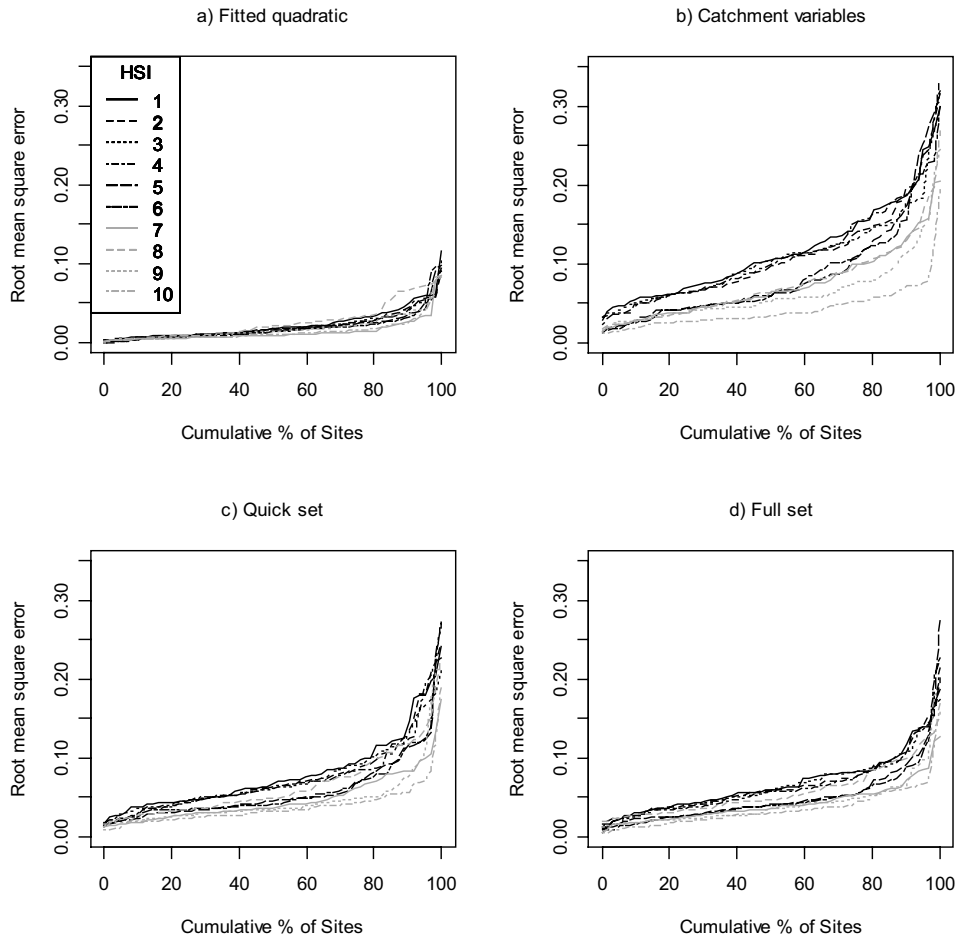 a) Fitted quadratic
Root mean square error
0.00 0.10 0.20 0.30
HSI
1
2
3
4
5
6
7
8
9
10
0 20 40 60 80 100
Cumulative % of Sites
b) Catchment variables
Root mean square error
0.00 0.10 0.20 0.30
0 20 40 60 80 100
Cumulative % of Sites
c) Quick set
Root mean square error
0.00 0.10 0.20 0.30
0 20 40 60 80 100
Cumulative % of Sites
d) Full set
Root mean square error
0.00 0.10 0.20 0.30
0 20 40 60 80 100
Cumulative % of Sites